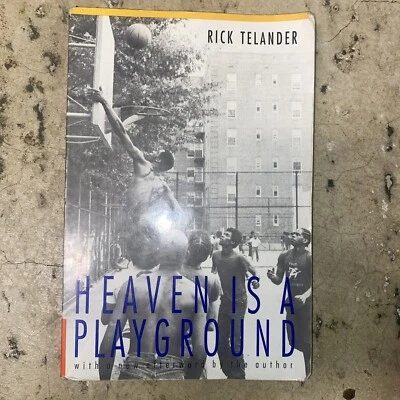 RICK TELANDER
HEAVEN IS A
PLAYGROUND
with a new afterword by the author